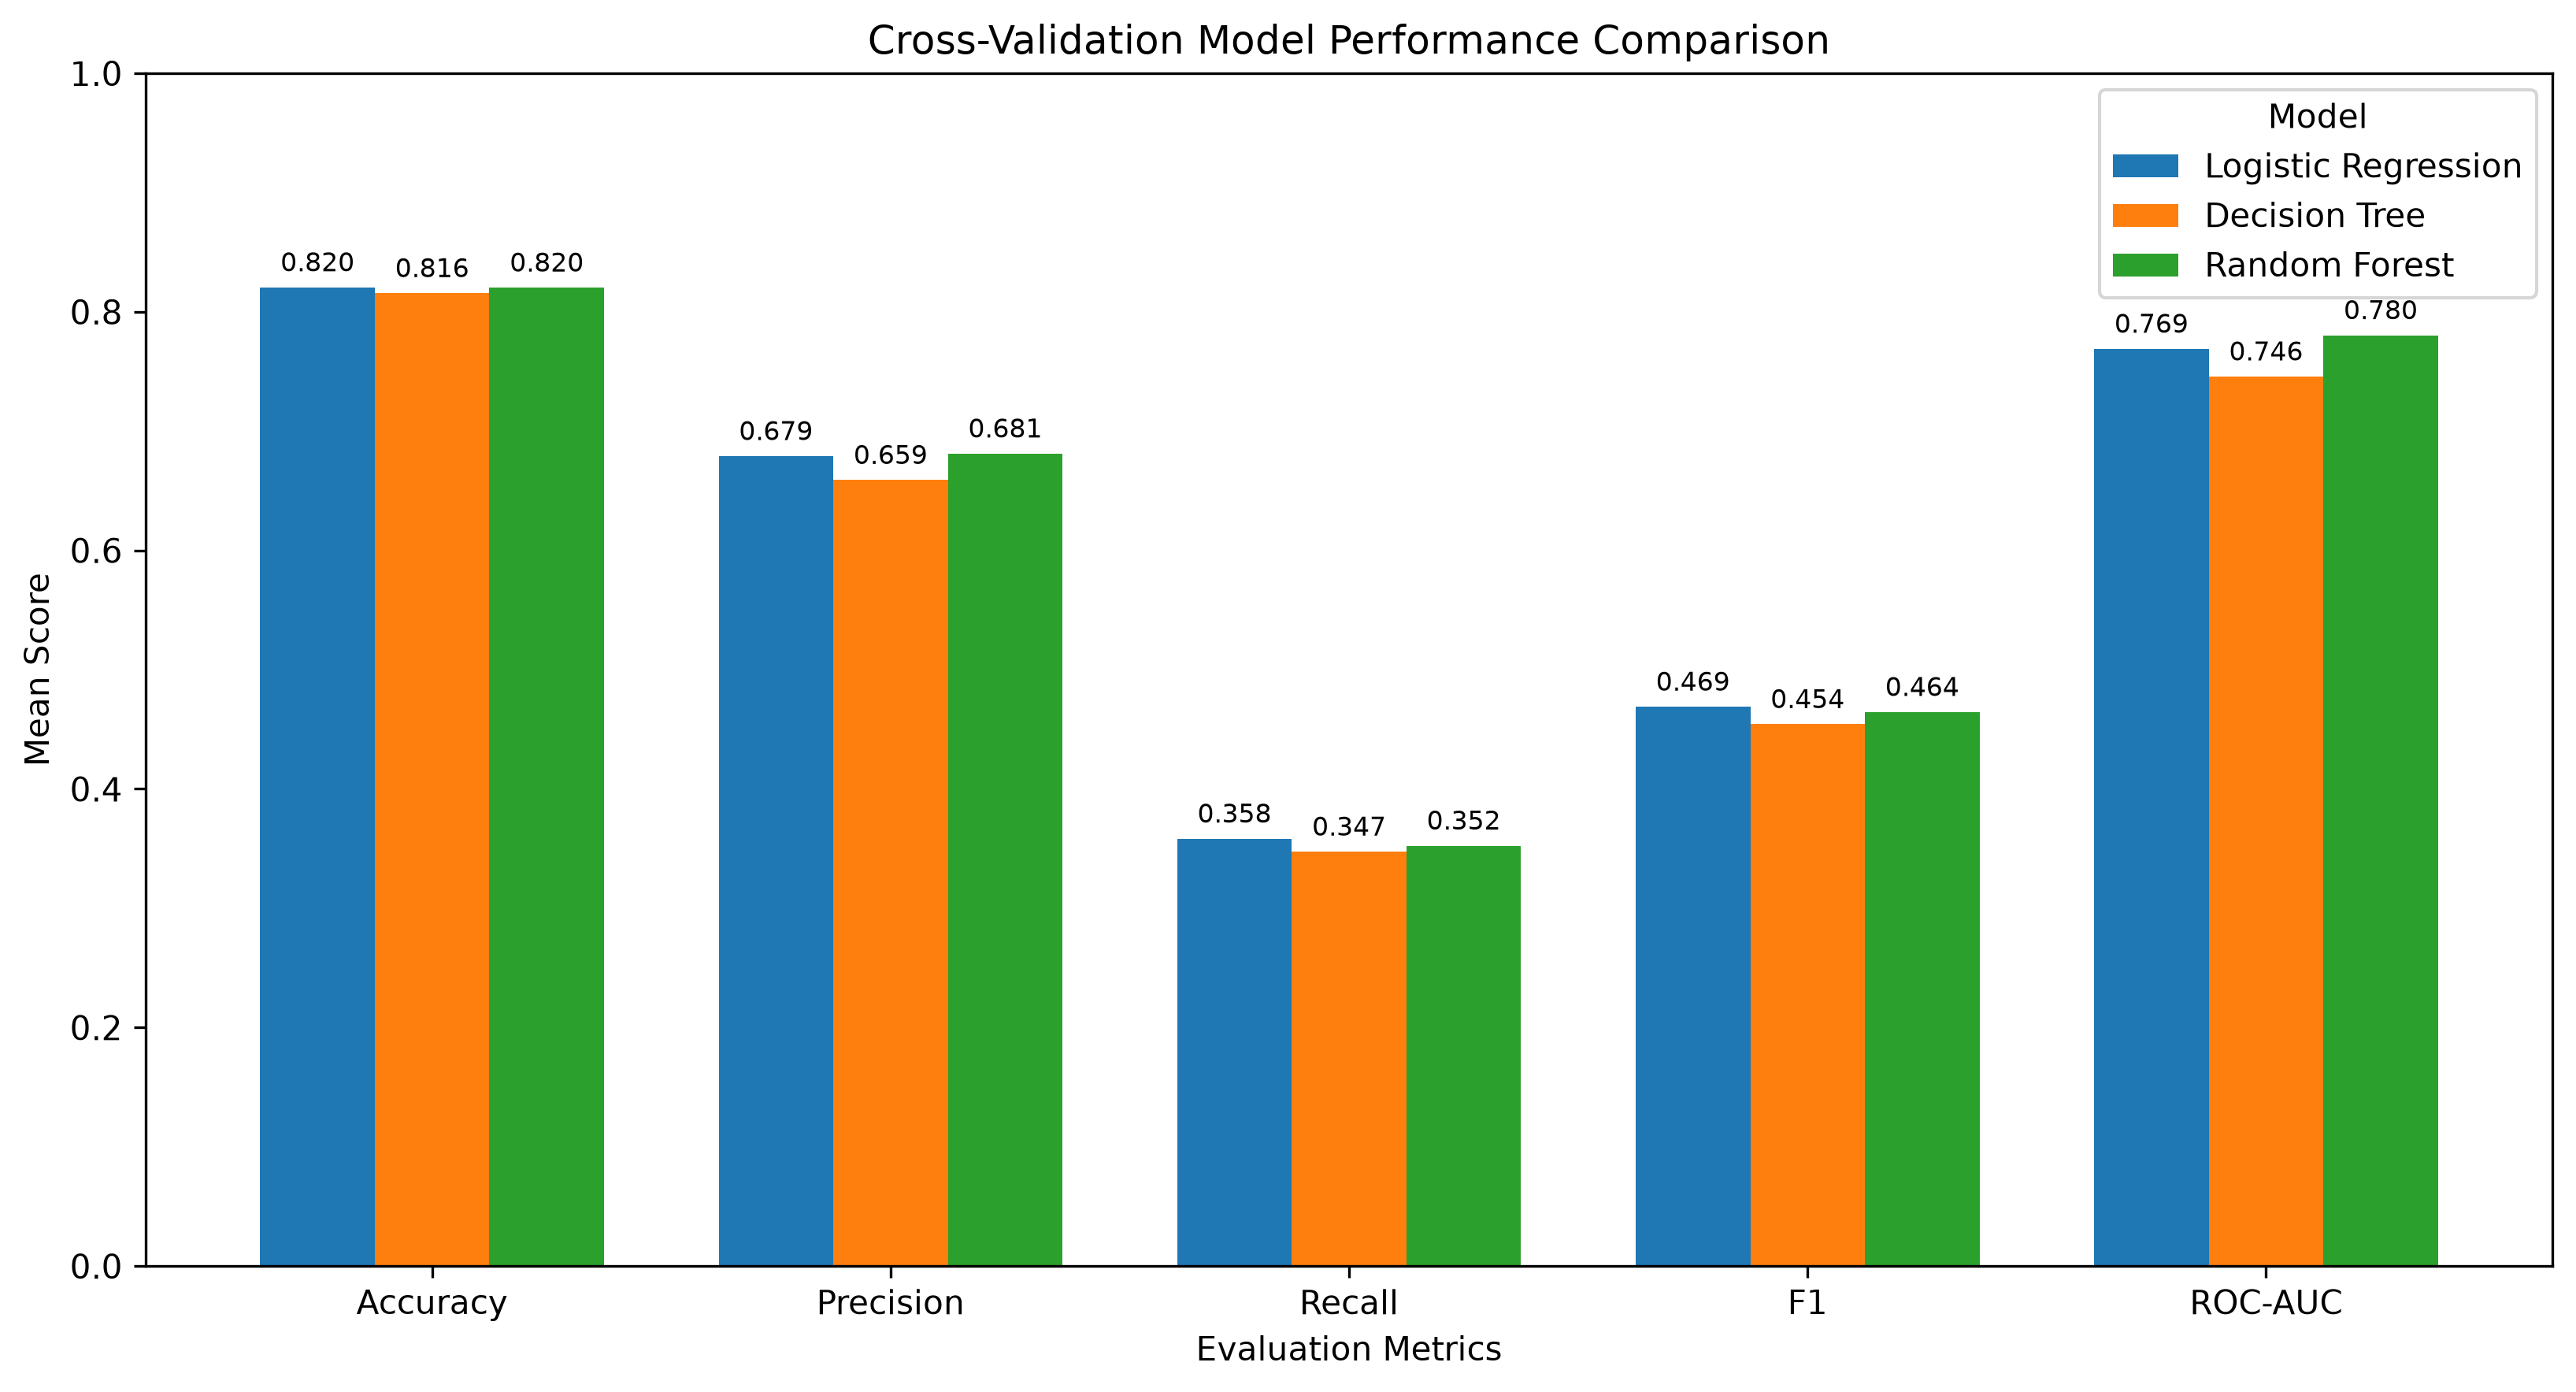 Cross-Validation Model Performance Comparison
Model
Logistic Regression
Decision Tree
Random Forest
1.0
0.8
0.6
0.4
0.2
0.0
Mean Score
0.820
0.816
0.820
0.679
0.659
0.681
0.358
0.347
0.352
0.469
0.454
0.464
0.769
0.746
0.780
Accuracy
Precision
Recall
F1
ROC-AUC
Evaluation Metrics